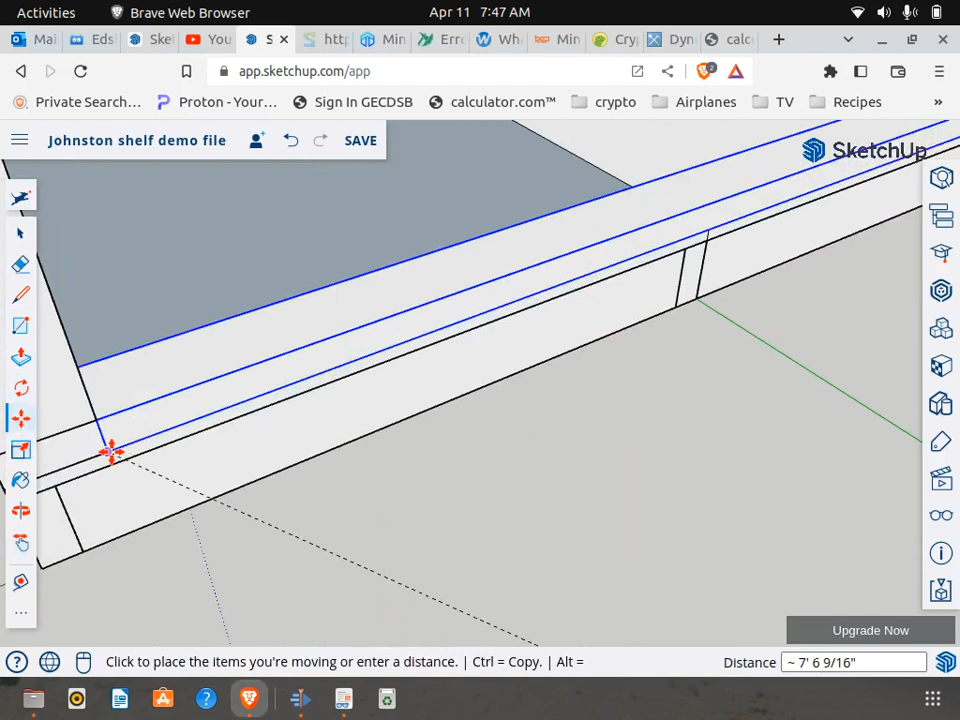 Activities
Brave Web Browser
Apr 11 7:47 AM
Mai
Eds
Ske
You
S
http
Min
Erro
Wha
Min
Cryp
Dyn
calc
app.sketchup.com/app
2
Private Search…
Proton - Your…
Sign In GECDSB
calculator.com™
crypto
Airplanes
TV
Recipes
»
Johnston shelf demo file
SAVE
SketchUp
Upgrade Now
Click to place the items you're moving or enter a distance. | Ctrl = Copy. | Alt =
Distance
~ 7' 6 9/16"